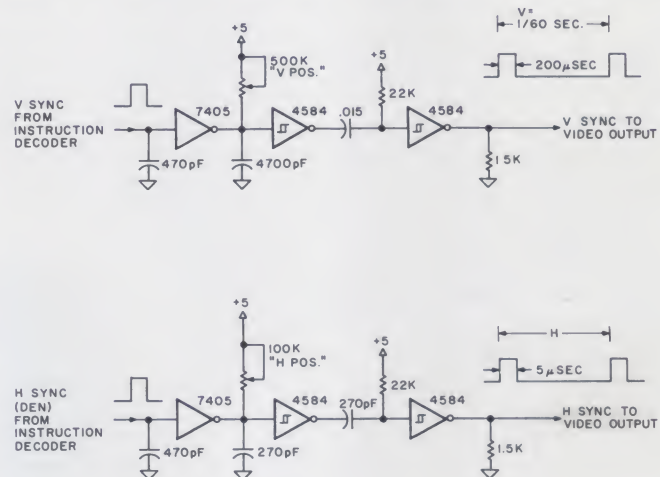 V=
1/60 SEC.
+5
500K
"V POS."
+5
200µSEC
V SYNC
FROM
INSTRUCTION
DECODER
7405
4584
.015
22K
4584
V SYNC TO
VIDEO OUTPUT
470pF
4700pF
1.5K
+5
100K
"H POS."
+5
H
5µSEC
H SYNC
(DEN)
FROM
INSTRUCTION
DECODER
7405
4584
270pF
22K
4584
H SYNC TO
VIDEO OUTPUT
470pF
270pF
1.5K